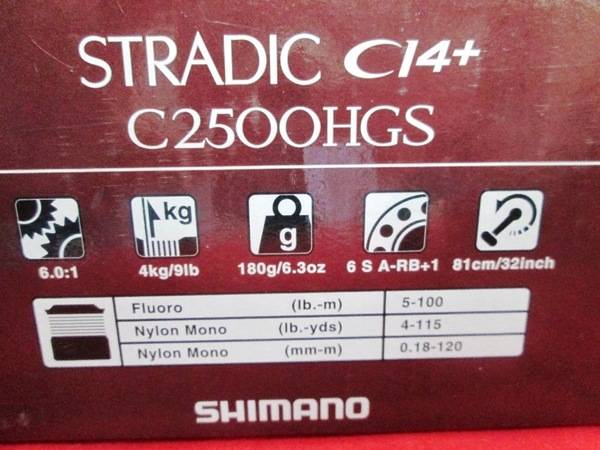 STRADIC CI4+
C2500HGS
kg
g
6.0:1 4kg/9lb 180g/6.3oz 6 S A-RB+1 81cm/32inch
Fluoro (lb.-m) 5-100
Nylon Mono (lb.-yds) 4-115
Nylon Mono (mm-m) 0.18-120
SHIMANO